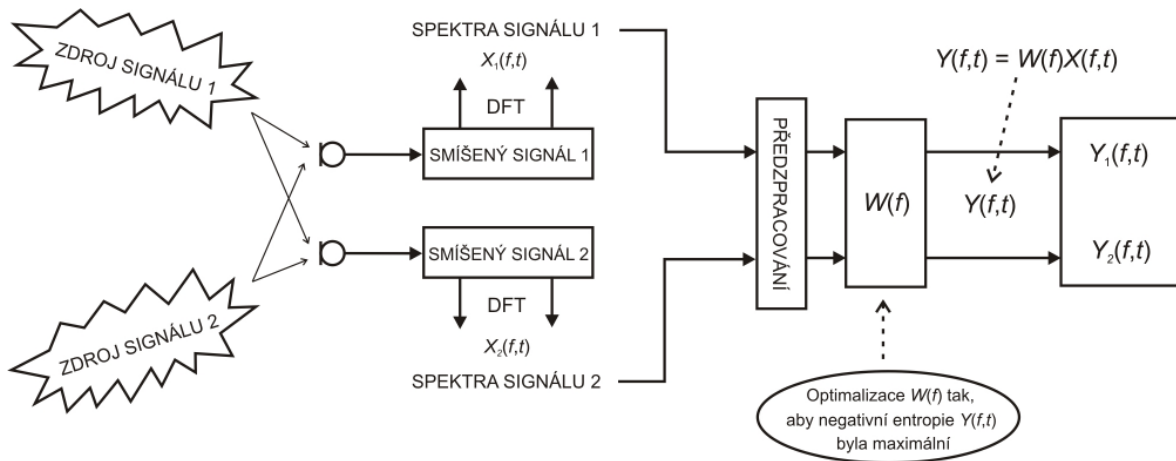 ZDROJ SIGNÁLU 1
ZDROJ SIGNÁLU 2
SPEKTRA SIGNÁLU 1
X₁(f,t)
DFT
SMÍŠENÝ SIGNÁL 1
SMÍŠENÝ SIGNÁL 2
DFT
X₂(f,t)
SPEKTRA SIGNÁLU 2
PŘEDZPRACOVÁNÍ
W(f)
Y(f,t) = W(f)X(f,t)
Y(f,t)
Y₁(f,t)
Y₂(f,t)
Optimalizace W(f) tak,
aby negativní entropie Y(f,t)
byla maximální